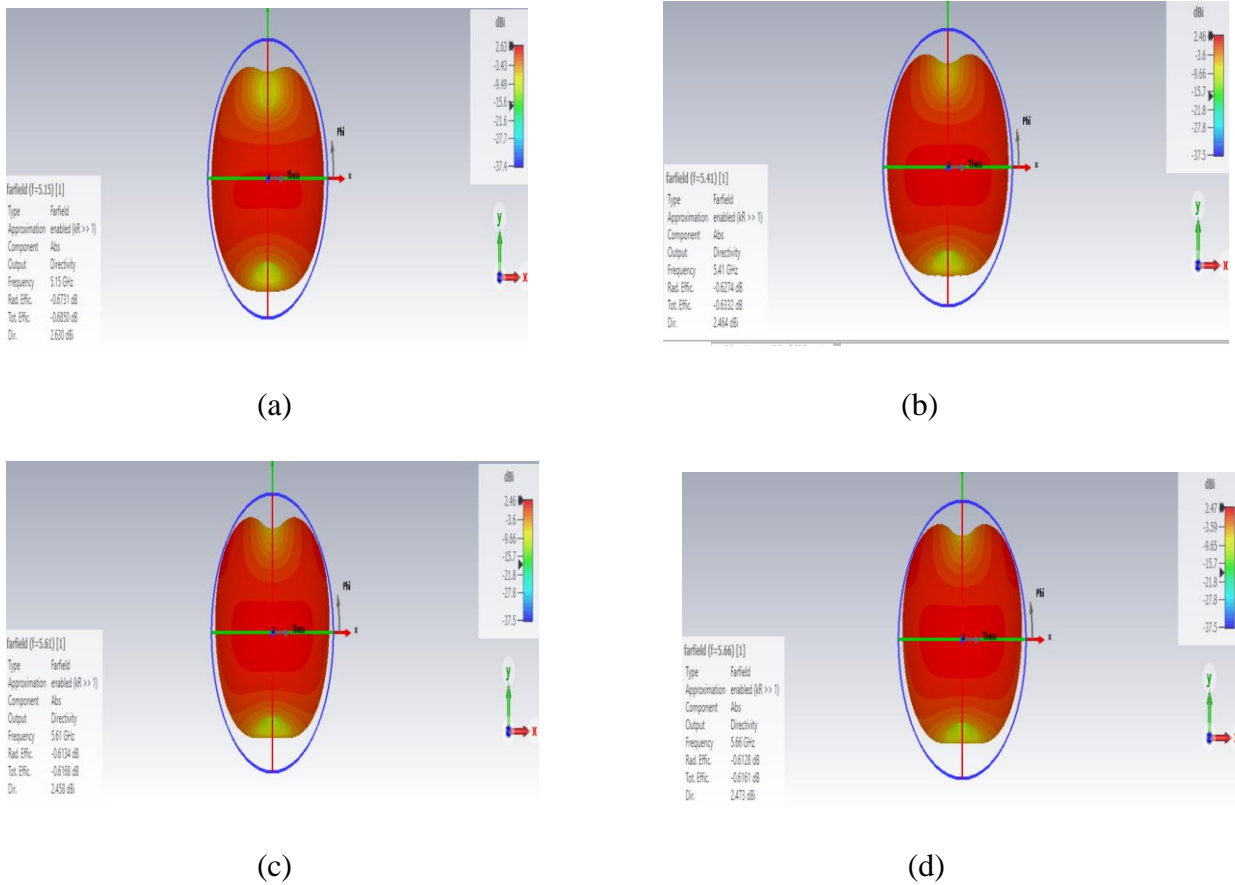 dBi
2.63
-3.43
-9.49
-15.6
-21.6
-27.7
-37.4
Phi
Theta
x
y
x
farfield (f=5.15) [1]
Type Farfield
Approximation enabled (kR >> 1)
Component Abs
Output Directivity
Frequency 5.15 GHz
Rad. Effic. -0.6731 dB
Tot. Effic. -0.6850 dB
Dir. 2.630 dBi
(a)
dBi
2.46
-3.6
-9.66
-15.7
-21.8
-27.8
-37.5
Phi
Theta
x
y
x
farfield (f=5.41) [1]
Type Farfield
Approximation enabled (kR >> 1)
Component Abs
Output Directivity
Frequency 5.41 GHz
Rad. Effic. -0.6274 dB
Tot. Effic. -0.6332 dB
Dir. 2.464 dBi
(b)
dBi
2.46
-3.6
-9.66
-15.7
-21.8
-27.8
-37.5
Phi
Theta
x
y
x
farfield (f=5.61) [1]
Type Farfield
Approximation enabled (kR >> 1)
Component Abs
Output Directivity
Frequency 5.61 GHz
Rad. Effic. -0.6134 dB
Tot. Effic. -0.6168 dB
Dir. 2.458 dBi
(c)
dBi
2.47
-3.59
-9.65
-15.7
-21.8
-27.8
-37.5
Phi
Theta
x
y
x
farfield (f=5.66) [1]
Type Farfield
Approximation enabled (kR >> 1)
Component Abs
Output Directivity
Frequency 5.66 GHz
Rad. Effic. -0.6128 dB
Tot. Effic. -0.6161 dB
Dir. 2.473 dBi
(d)